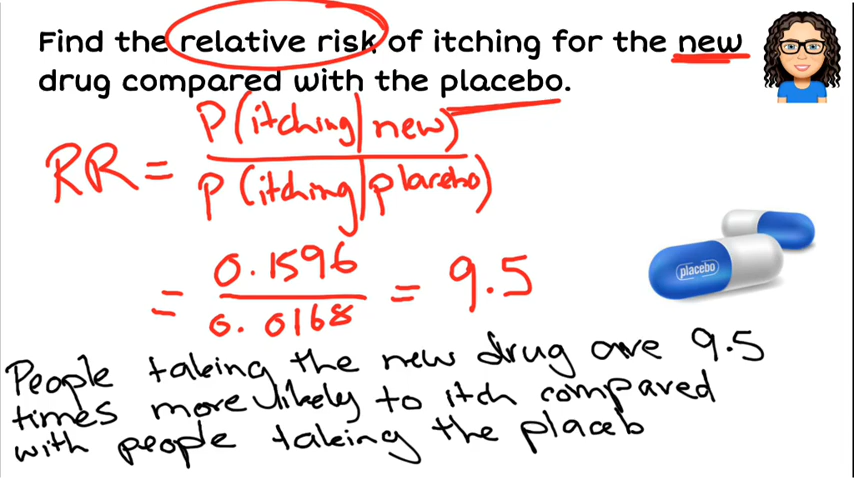 Find the relative risk of itching for the new
drug compared with the placebo.
RR = P(itching|new) / P(itching|placebo)
= 0.1596 / 0.0168 = 9.5
placebo
People taking the new drug are 9.5
times more likely to itch compared
with people taking the placeb